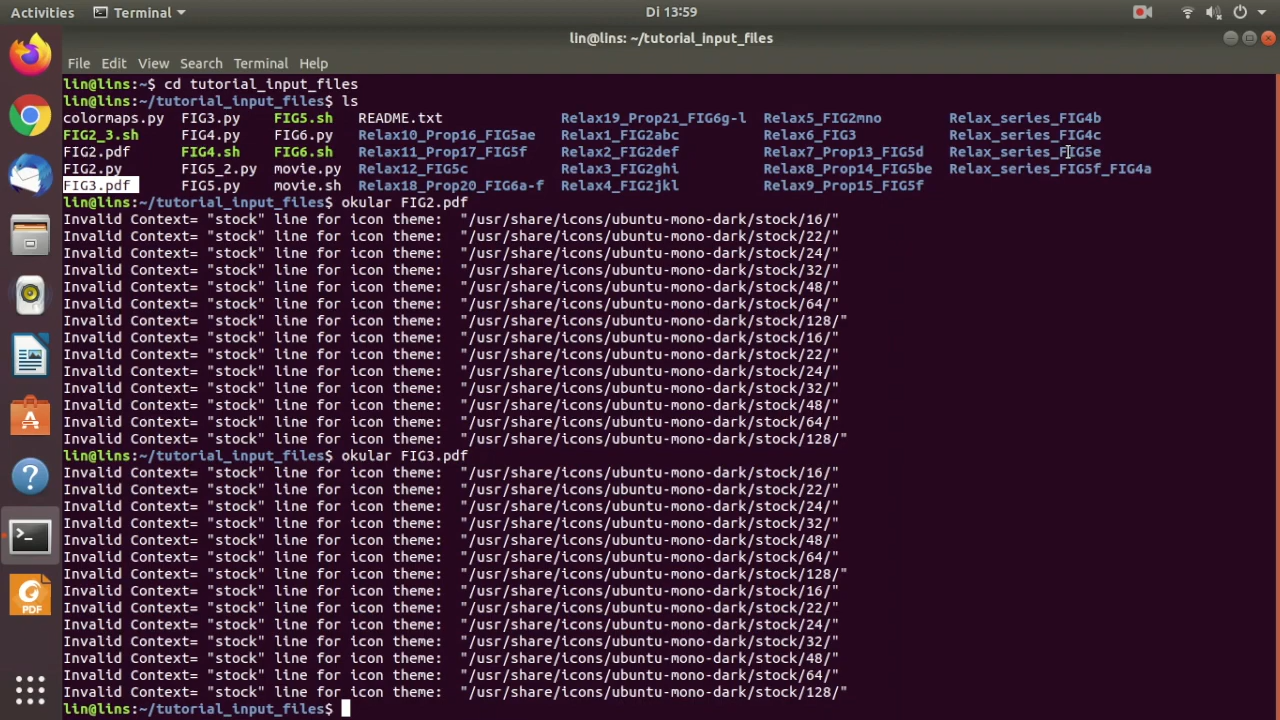 Activities Terminal Di 13:59
lin@lins: ~/tutorial_input_files
File Edit View Search Terminal Help
lin@lins:~$ cd tutorial_input_files
lin@lins:~/tutorial_input_files$ ls
colormaps.py FIG3.py FIG5.sh README.txt Relax19_Prop21_FIG6g-l Relax5_FIG2mno Relax_series_FIG4b
FIG2_3.sh FIG4.py FIG6.py Relax10_Prop16_FIG5ae Relax1_FIG2abc Relax6_FIG3 Relax_series_FIG4c
FIG2.pdf FIG4.sh FIG6.sh Relax11_Prop17_FIG5f Relax2_FIG2def Relax7_Prop13_FIG5d Relax_series_FIG5e
FIG2.py FIG5_2.py movie.py Relax12_FIG5c Relax3_FIG2ghi Relax8_Prop14_FIG5be Relax_series_FIG5f_FIG4a
FIG3.pdf FIG5.py movie.sh Relax18_Prop20_FIG6a-f Relax4_FIG2jkl Relax9_Prop15_FIG5f
lin@lins:~/tutorial_input_files$ okular FIG2.pdf
Invalid Context= "stock" line for icon theme:  "/usr/share/icons/ubuntu-mono-dark/stock/16/"
Invalid Context= "stock" line for icon theme:  "/usr/share/icons/ubuntu-mono-dark/stock/22/"
Invalid Context= "stock" line for icon theme:  "/usr/share/icons/ubuntu-mono-dark/stock/24/"
Invalid Context= "stock" line for icon theme:  "/usr/share/icons/ubuntu-mono-dark/stock/32/"
Invalid Context= "stock" line for icon theme:  "/usr/share/icons/ubuntu-mono-dark/stock/48/"
Invalid Context= "stock" line for icon theme:  "/usr/share/icons/ubuntu-mono-dark/stock/64/"
Invalid Context= "stock" line for icon theme:  "/usr/share/icons/ubuntu-mono-dark/stock/128/"
Invalid Context= "stock" line for icon theme:  "/usr/share/icons/ubuntu-mono-dark/stock/16/"
Invalid Context= "stock" line for icon theme:  "/usr/share/icons/ubuntu-mono-dark/stock/22/"
Invalid Context= "stock" line for icon theme:  "/usr/share/icons/ubuntu-mono-dark/stock/24/"
Invalid Context= "stock" line for icon theme:  "/usr/share/icons/ubuntu-mono-dark/stock/32/"
Invalid Context= "stock" line for icon theme:  "/usr/share/icons/ubuntu-mono-dark/stock/48/"
Invalid Context= "stock" line for icon theme:  "/usr/share/icons/ubuntu-mono-dark/stock/64/"
Invalid Context= "stock" line for icon theme:  "/usr/share/icons/ubuntu-mono-dark/stock/128/"
lin@lins:~/tutorial_input_files$ okular FIG3.pdf
Invalid Context= "stock" line for icon theme:  "/usr/share/icons/ubuntu-mono-dark/stock/16/"
Invalid Context= "stock" line for icon theme:  "/usr/share/icons/ubuntu-mono-dark/stock/22/"
Invalid Context= "stock" line for icon theme:  "/usr/share/icons/ubuntu-mono-dark/stock/24/"
Invalid Context= "stock" line for icon theme:  "/usr/share/icons/ubuntu-mono-dark/stock/32/"
Invalid Context= "stock" line for icon theme:  "/usr/share/icons/ubuntu-mono-dark/stock/48/"
Invalid Context= "stock" line for icon theme:  "/usr/share/icons/ubuntu-mono-dark/stock/64/"
Invalid Context= "stock" line for icon theme:  "/usr/share/icons/ubuntu-mono-dark/stock/128/"
Invalid Context= "stock" line for icon theme:  "/usr/share/icons/ubuntu-mono-dark/stock/16/"
Invalid Context= "stock" line for icon theme:  "/usr/share/icons/ubuntu-mono-dark/stock/22/"
Invalid Context= "stock" line for icon theme:  "/usr/share/icons/ubuntu-mono-dark/stock/24/"
Invalid Context= "stock" line for icon theme:  "/usr/share/icons/ubuntu-mono-dark/stock/32/"
Invalid Context= "stock" line for icon theme:  "/usr/share/icons/ubuntu-mono-dark/stock/48/"
Invalid Context= "stock" line for icon theme:  "/usr/share/icons/ubuntu-mono-dark/stock/64/"
Invalid Context= "stock" line for icon theme:  "/usr/share/icons/ubuntu-mono-dark/stock/128/"
PDF
lin@lins:~/tutorial_input_files$